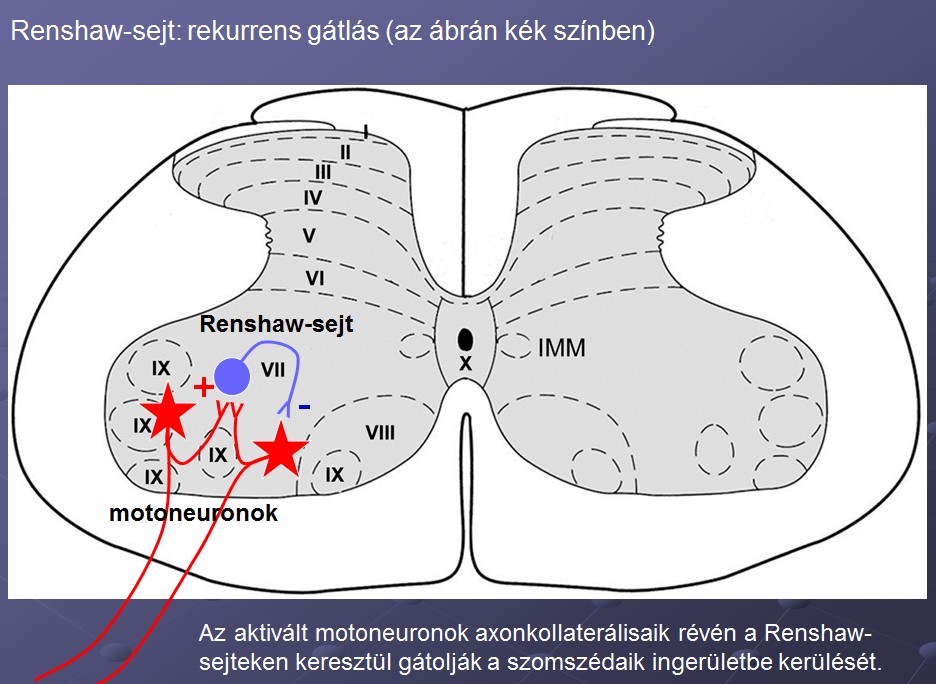 Renshaw-sejt: rekurrens gátlás (az ábrán kék színben)
I
II
III
IV
V
VI
Renshaw-sejt
IMM
X
IX
VII
+
-
IX
VIII
IX
IX
IX
motoneuronok
Az aktivált motoneuronok axonkollaterálisaik révén a Renshaw-
sejteken keresztül gátolják a szomszédaik ingerületbe kerülését.